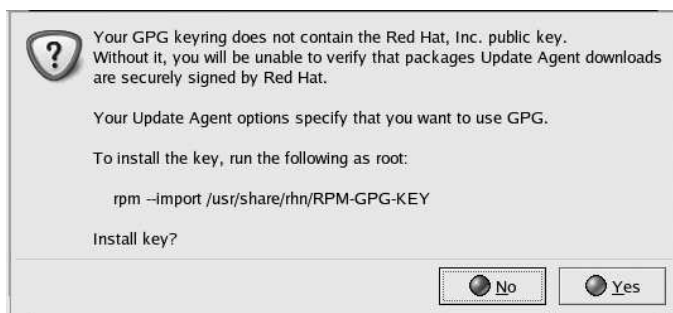 Your GPG keyring does not contain the Red Hat, Inc. public key.
Without it, you will be unable to verify that packages Update Agent downloads
are securely signed by Red Hat.
Your Update Agent options specify that you want to use GPG.
To install the key, run the following as root:
rpm --import /usr/share/rhn/RPM-GPG-KEY
Install key?
No
Yes